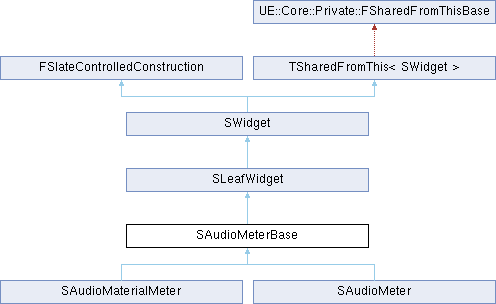 UE::Core::Private::FSharedFromThisBase
FSlateControlledConstruction
TSharedFromThis< SWidget >
SWidget
SLeafWidget
SAudioMeterBase
SAudioMaterialMeter
SAudioMeter